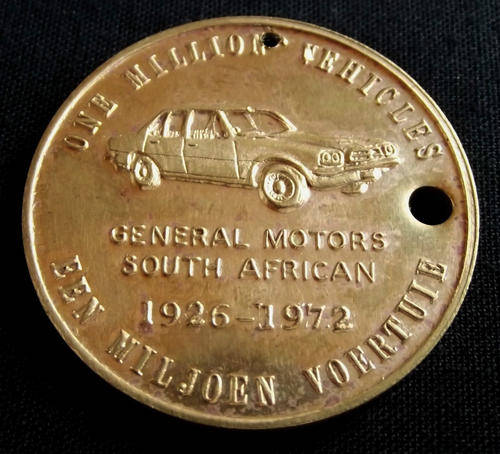 ONE MILLION VEHICLES
GENERAL MOTORS
SOUTH AFRICAN
1926-1972
EEN MILJOEN VOERTUIE